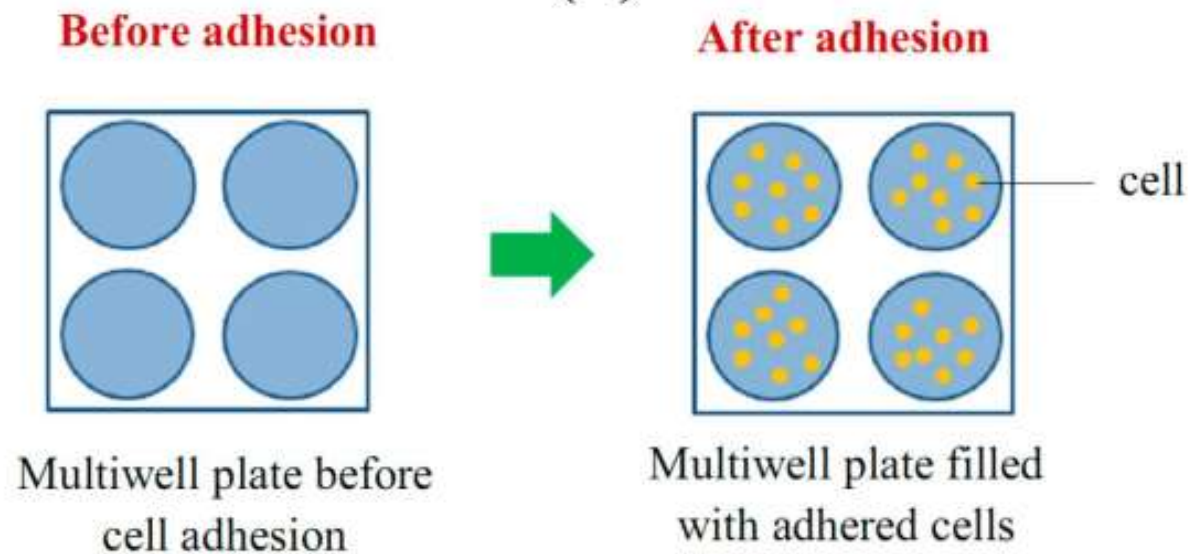 Before adhesion
After adhesion
cell
Multiwell plate before
cell adhesion
Multiwell plate filled
with adhered cells